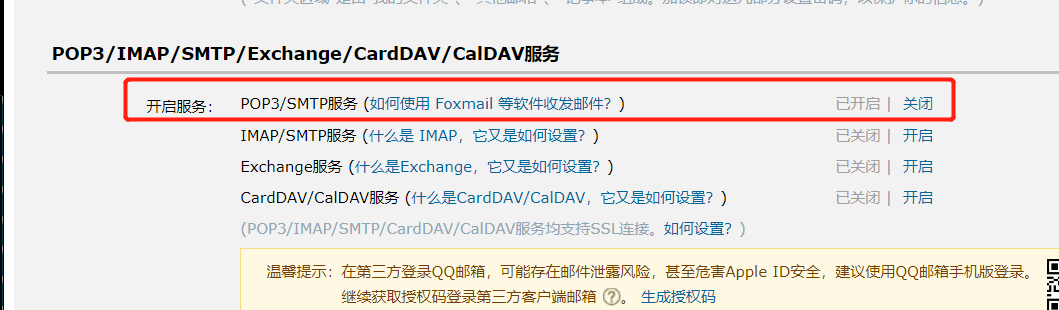 POP3/IMAP/SMTP/Exchange/CardDAV/CalDAV服务
开启服务： POP3/SMTP服务 (如何使用 Foxmail 等软件收发邮件？) 已开启 | 关闭
IMAP/SMTP服务 (什么是 IMAP，它又是如何设置？) 已关闭 | 开启
Exchange服务 (什么是Exchange，它又是如何设置？) 已关闭 | 开启
CardDAV/CalDAV服务 (什么是CardDAV/CalDAV，它又是如何设置？) 已关闭 | 开启
(POP3/IMAP/SMTP/CardDAV/CalDAV服务均支持SSL连接。如何设置？)
温馨提示：在第三方登录QQ邮箱，可能存在邮件泄露风险，甚至危害Apple ID安全，建议使用QQ邮箱手机版登录。
继续获取授权码登录第三方客户端邮箱 ?。 生成授权码